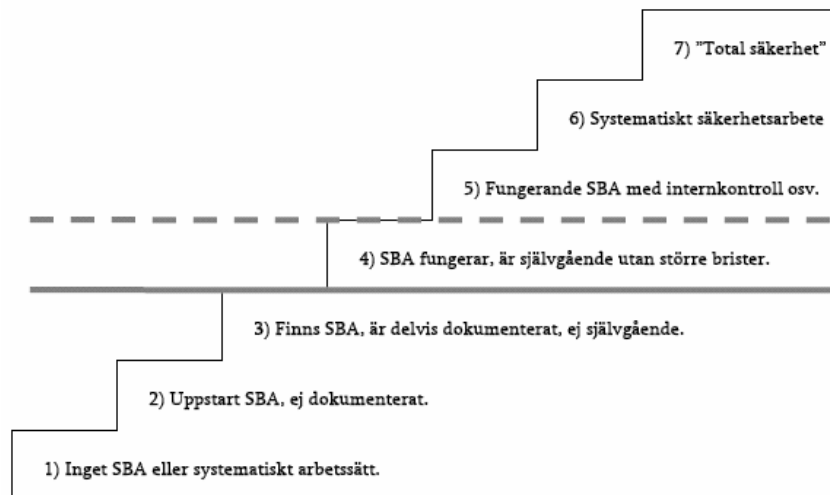 7) ”Total säkerhet”
6) Systematiskt säkerhetsarbete
5) Fungerande SBA med internkontroll osv.
4) SBA fungerar, är självgående utan större brister.
3) Finns SBA, är delvis dokumenterat, ej självgående.
2) Uppstart SBA, ej dokumenterat.
1) Inget SBA eller systematiskt arbetssätt.